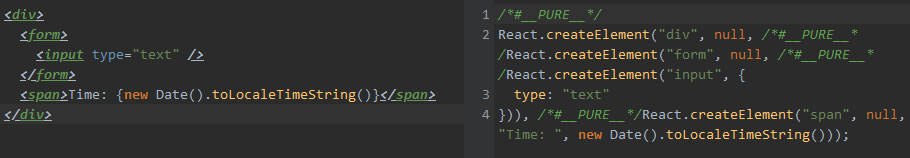 <div>
<form>
<input type="text" />
</form>
<span>Time: {new Date().toLocaleTimeString()}</span>
</div>
1 /*#__PURE__*/
2 React.createElement("div", null, /*#__PURE__*
/React.createElement("form", null, /*#__PURE__*
/React.createElement("input", {
3 type: "text"
4 })), /*#__PURE__*/React.createElement("span", null,
"Time: ", new Date().toLocaleTimeString()));